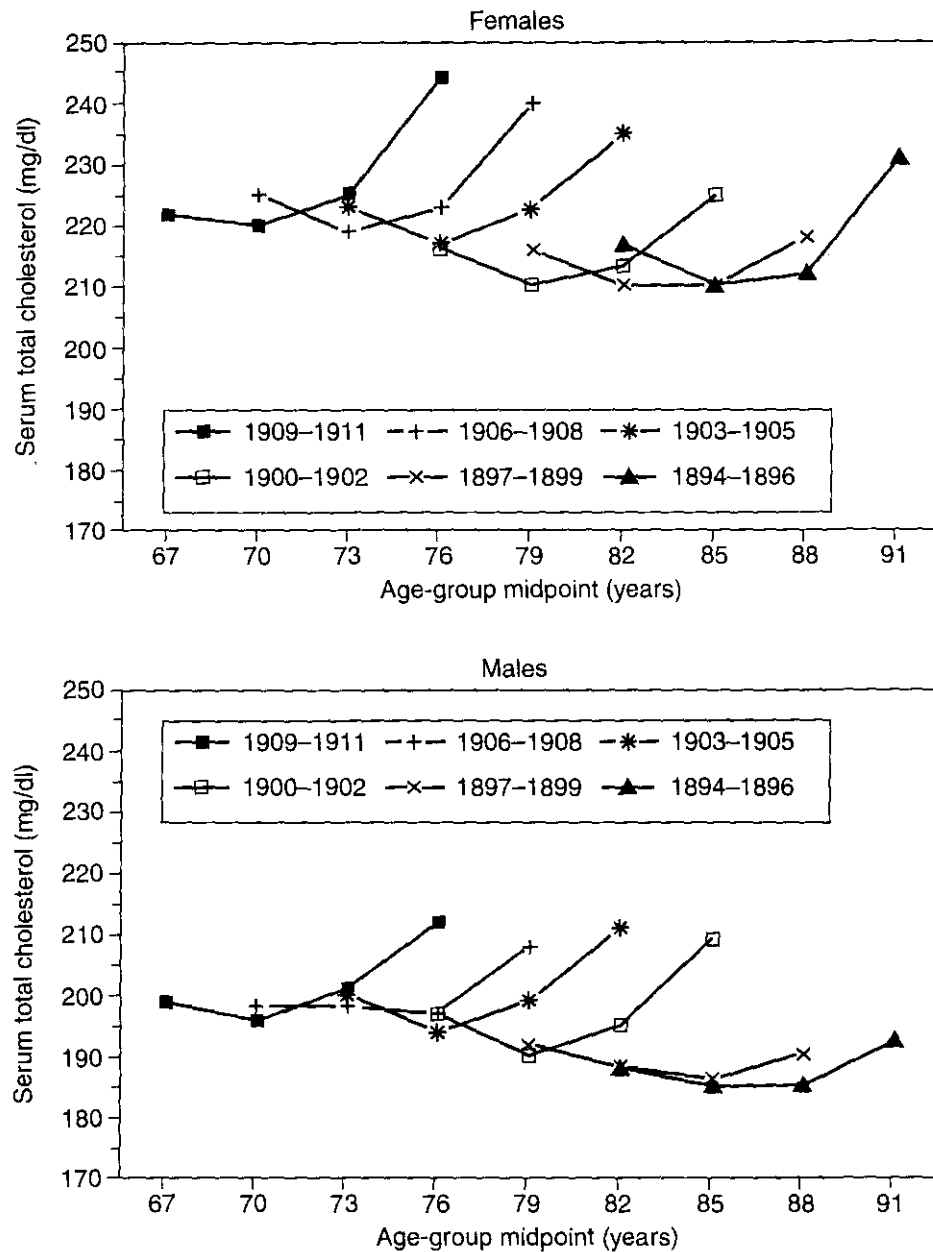 Females
Serum total cholesterol (mg/dl)
250
240
230
220
210
200
190
180
170
1909–1911 1906–1908 1903–1905
1900–1902 1897–1899 1894–1896
67 70 73 76 79 82 85 88 91
Age-group midpoint (years)
Males
Serum total cholesterol (mg/dl)
250
240
230
220
210
200
190
180
170
1909–1911 1906–1908 1903–1905
1900–1902 1897–1899 1894–1896
67 70 73 76 79 82 85 88 91
Age-group midpoint (years)